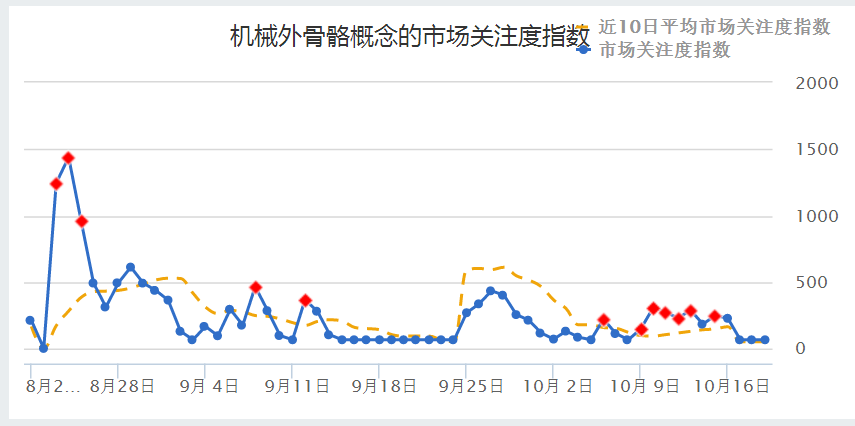 机械外骨骼概念的市场关注度指数
近10日平均市场关注度指数
市场关注度指数
2000
1500
1000
500
0
8月2...
8月28日
9月 4日
9月11日
9月18日
9月25日
10月 2日
10月 9日
10月16日